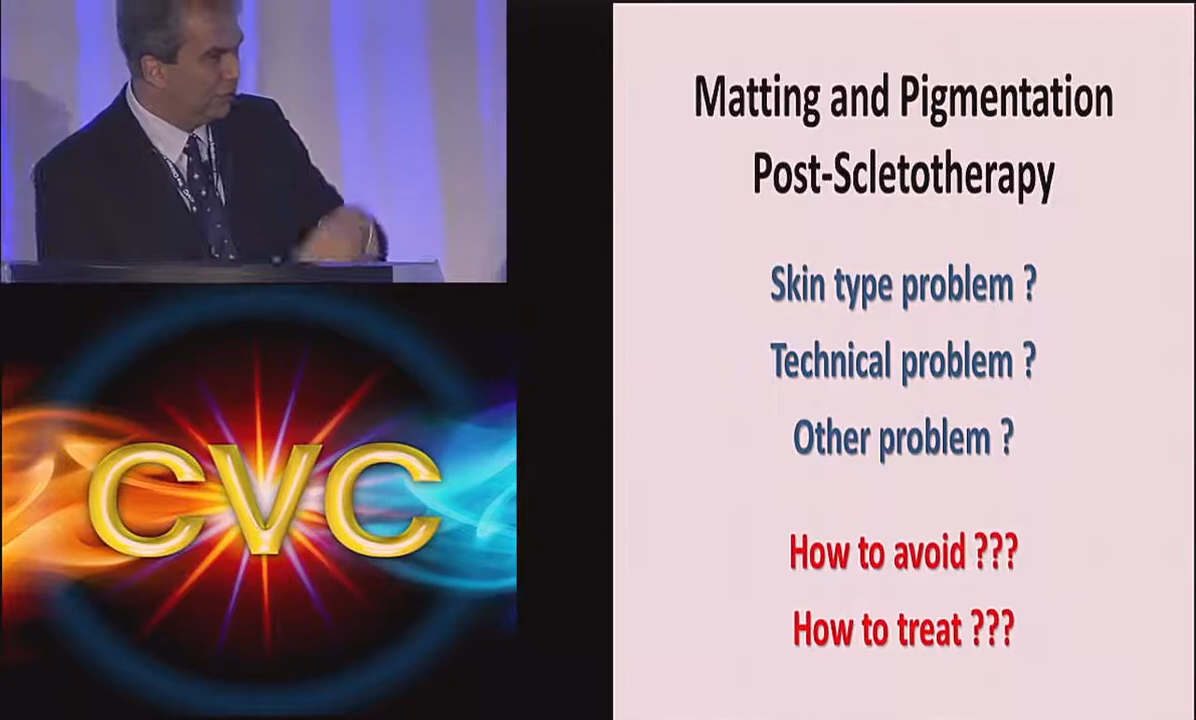 Matting and Pigmentation
Post-Scletotherapy
Skin type problem ?
Technical problem ?
Other problem ?
How to avoid ???
How to treat ???
CVC